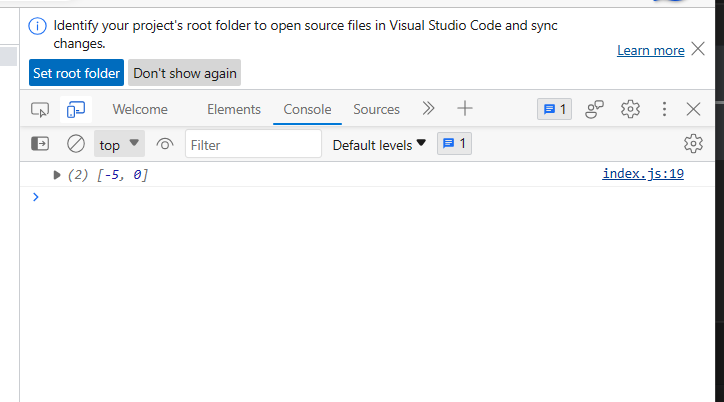 Identify your project's root folder to open source files in Visual Studio Code and sync
changes.
Learn more
Set root folder Don't show again
Welcome Elements Console Sources 1
top Filter Default levels 1
(2) [-5, 0] index.js:19